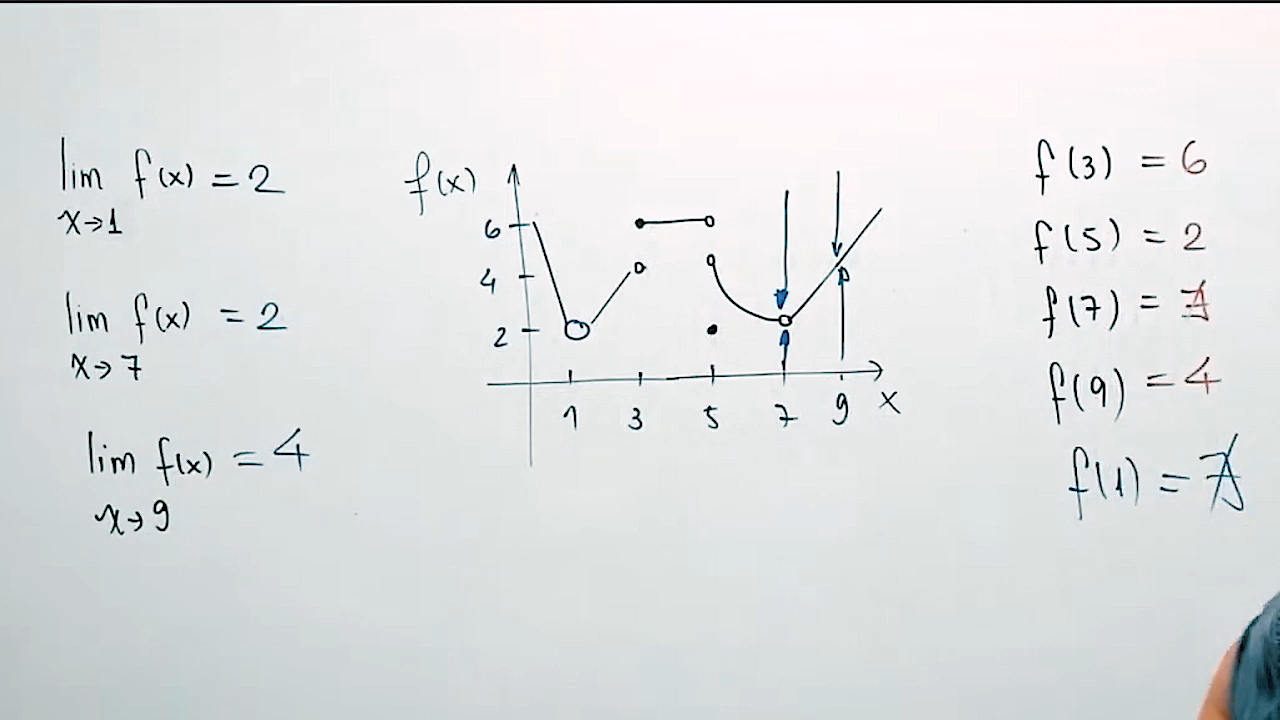 lim f(x) = 2
x→1
lim f(x) = 2
x→7
lim f(x) = 4
x→9
f(x)
6
4
2
1 3 5 7 9 x
f(3) = 6
f(5) = 2
f(7) = ∄
f(9) = 4
f(1) = ∄